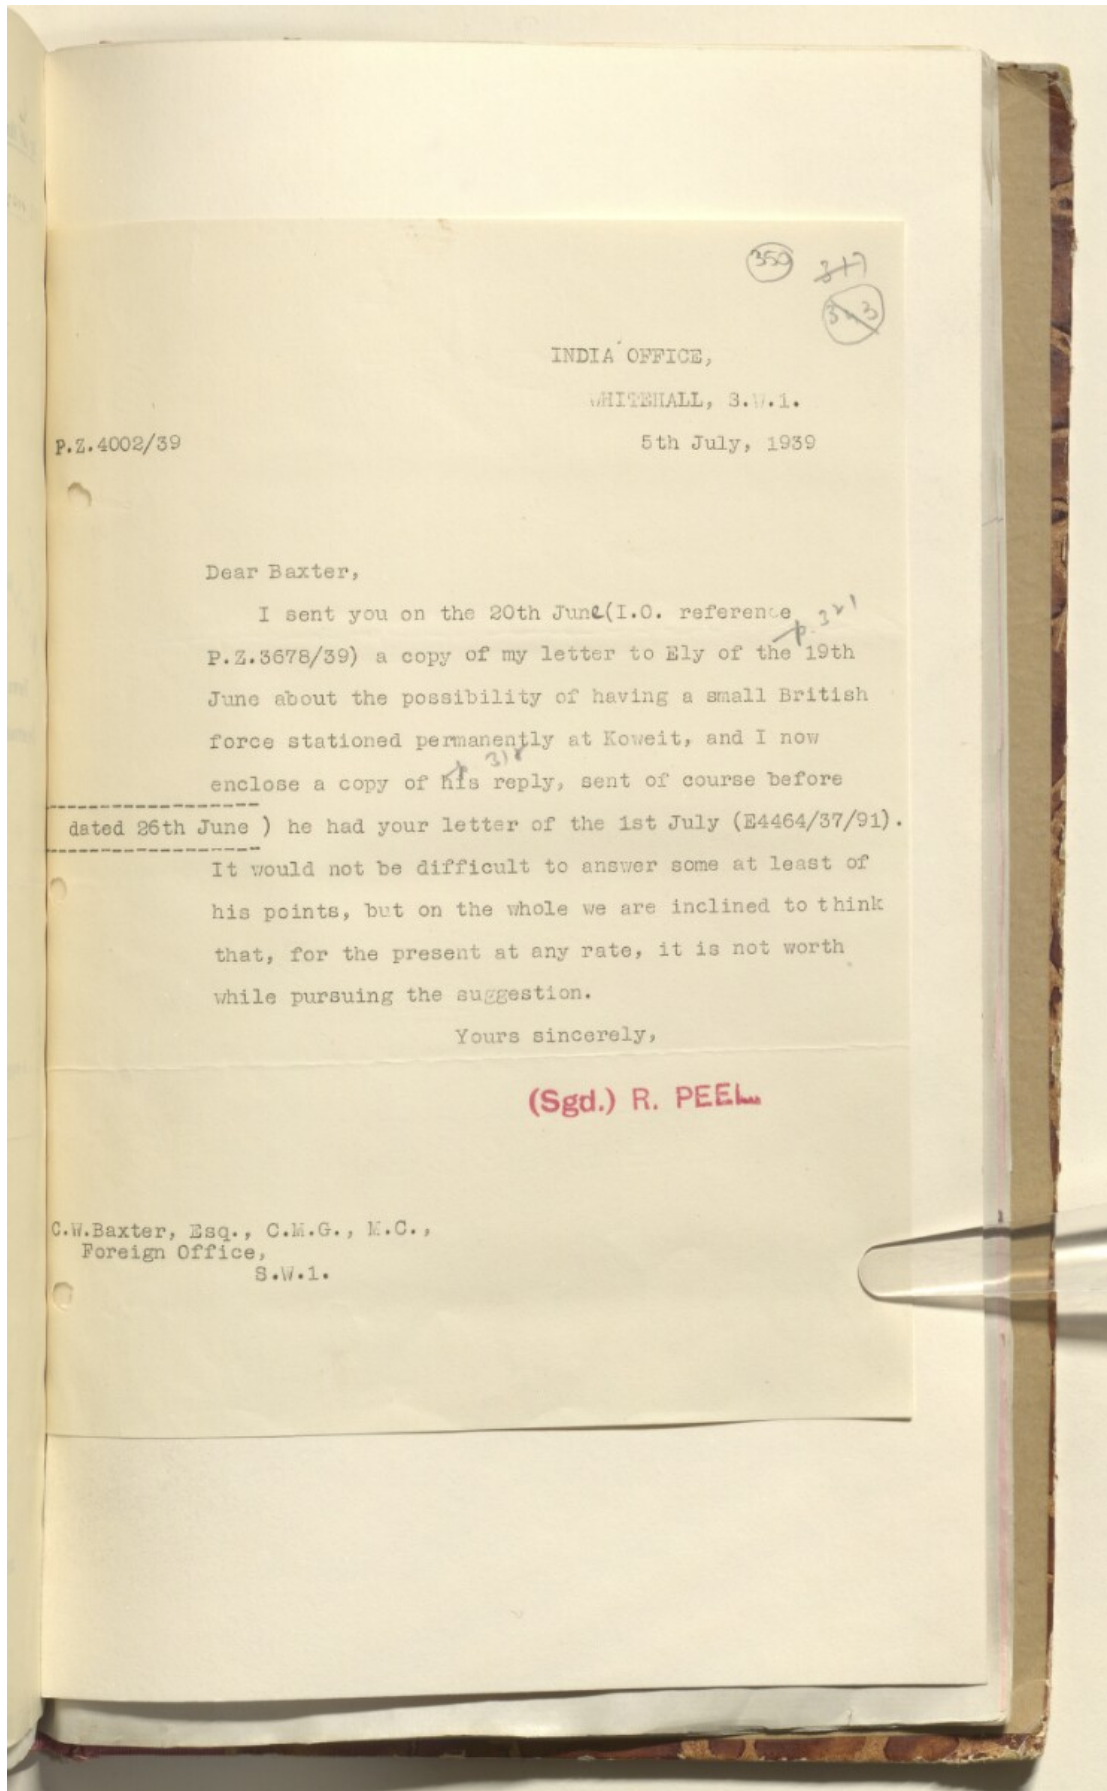 350
317
343
INDIA OFFICE,
WHITEHALL, S.W.1.
P.Z.4002/39
5th July, 1939
Dear Baxter,
I sent you on the 20th June(I.O. reference
p. 321
P.Z.3678/39) a copy of my letter to Ely of the 19th
June about the possibility of having a small British
force stationed permanently at Koweit, and I now
p. 318
enclose a copy of his reply, sent of course before
dated 26th June ) he had your letter of the 1st July (E4464/37/91).
It would not be difficult to answer some at least of
his points, but on the whole we are inclined to think
that, for the present at any rate, it is not worth
while pursuing the suggestion.
Yours sincerely,
(Sgd.) R. PEEL
C.W.Baxter, Esq., C.M.G., M.C.,
Foreign Office,
S.W.1.